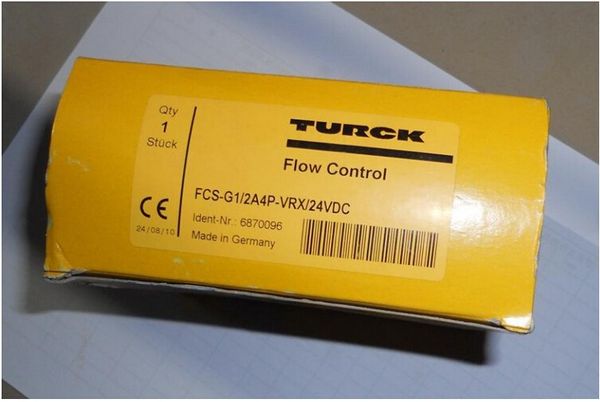 Qty
1
Stück
TURCK
Flow Control
FCS-G1/2A4P-VRX/24VDC
Ident-Nr.: 6870096
Made in Germany
CE
24/08/10